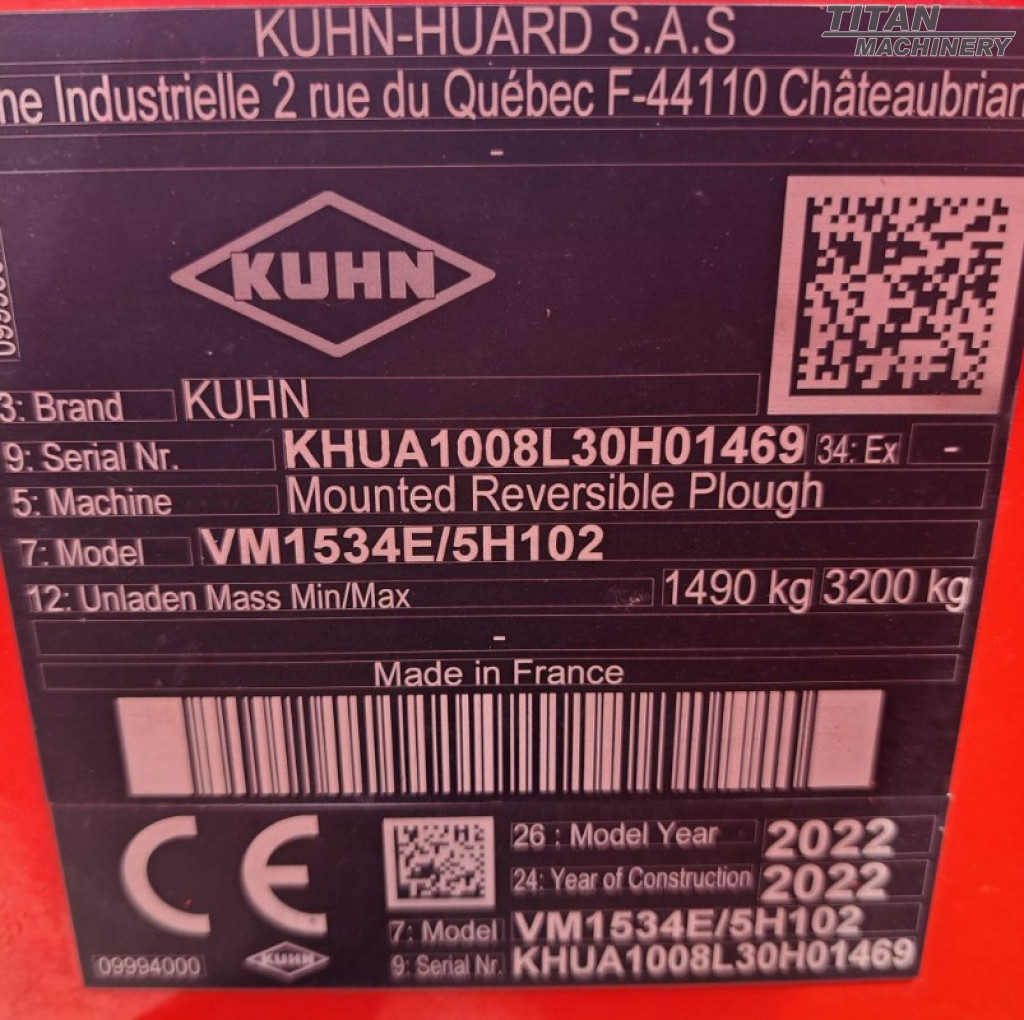 TITAN
MACHINERY
KUHN-HUARD S.A.S
ne Industrielle 2 rue du Québec F-44110 Châteaubrian
-
KUHN
3: Brand KUHN
9: Serial Nr. KHUA1008L30H01469 34: Ex -
5: Machine Mounted Reversible Plough
7: Model VM1534E/5H102
12: Unladen Mass Min/Max 1490 kg 3200 kg
-
Made in France
CE
26 : Model Year 2022
24: Year of Construction 2022
7: Model VM1534E/5H102
9: Serial Nr. KHUA1008L30H01469
09994000 KUHN